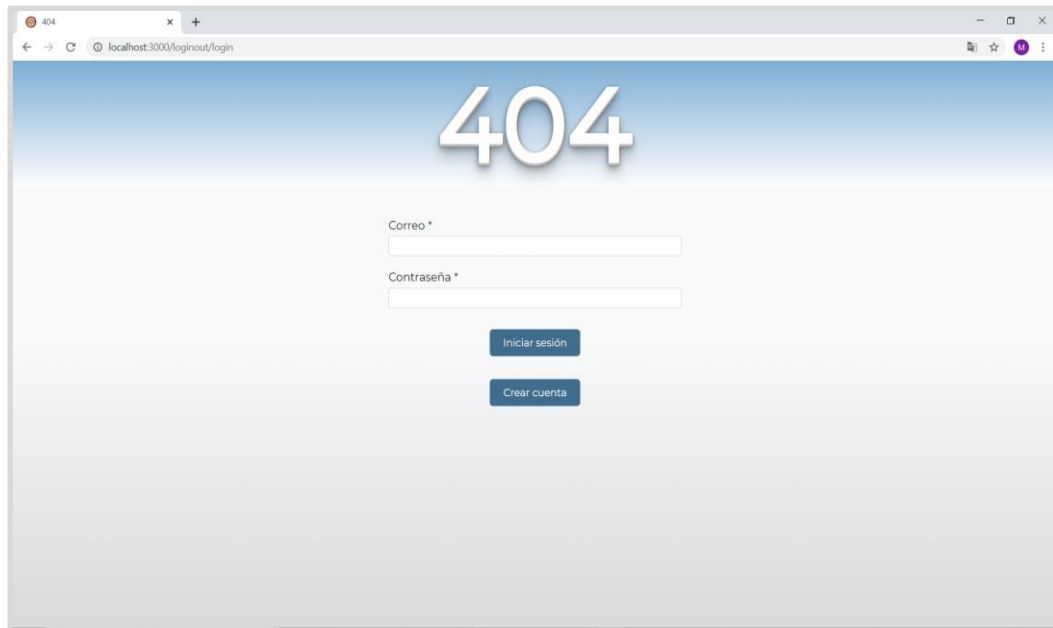 404
localhost:3000/loginout/login
M
404
Correo *
Contraseña *
Iniciar sesión
Crear cuenta